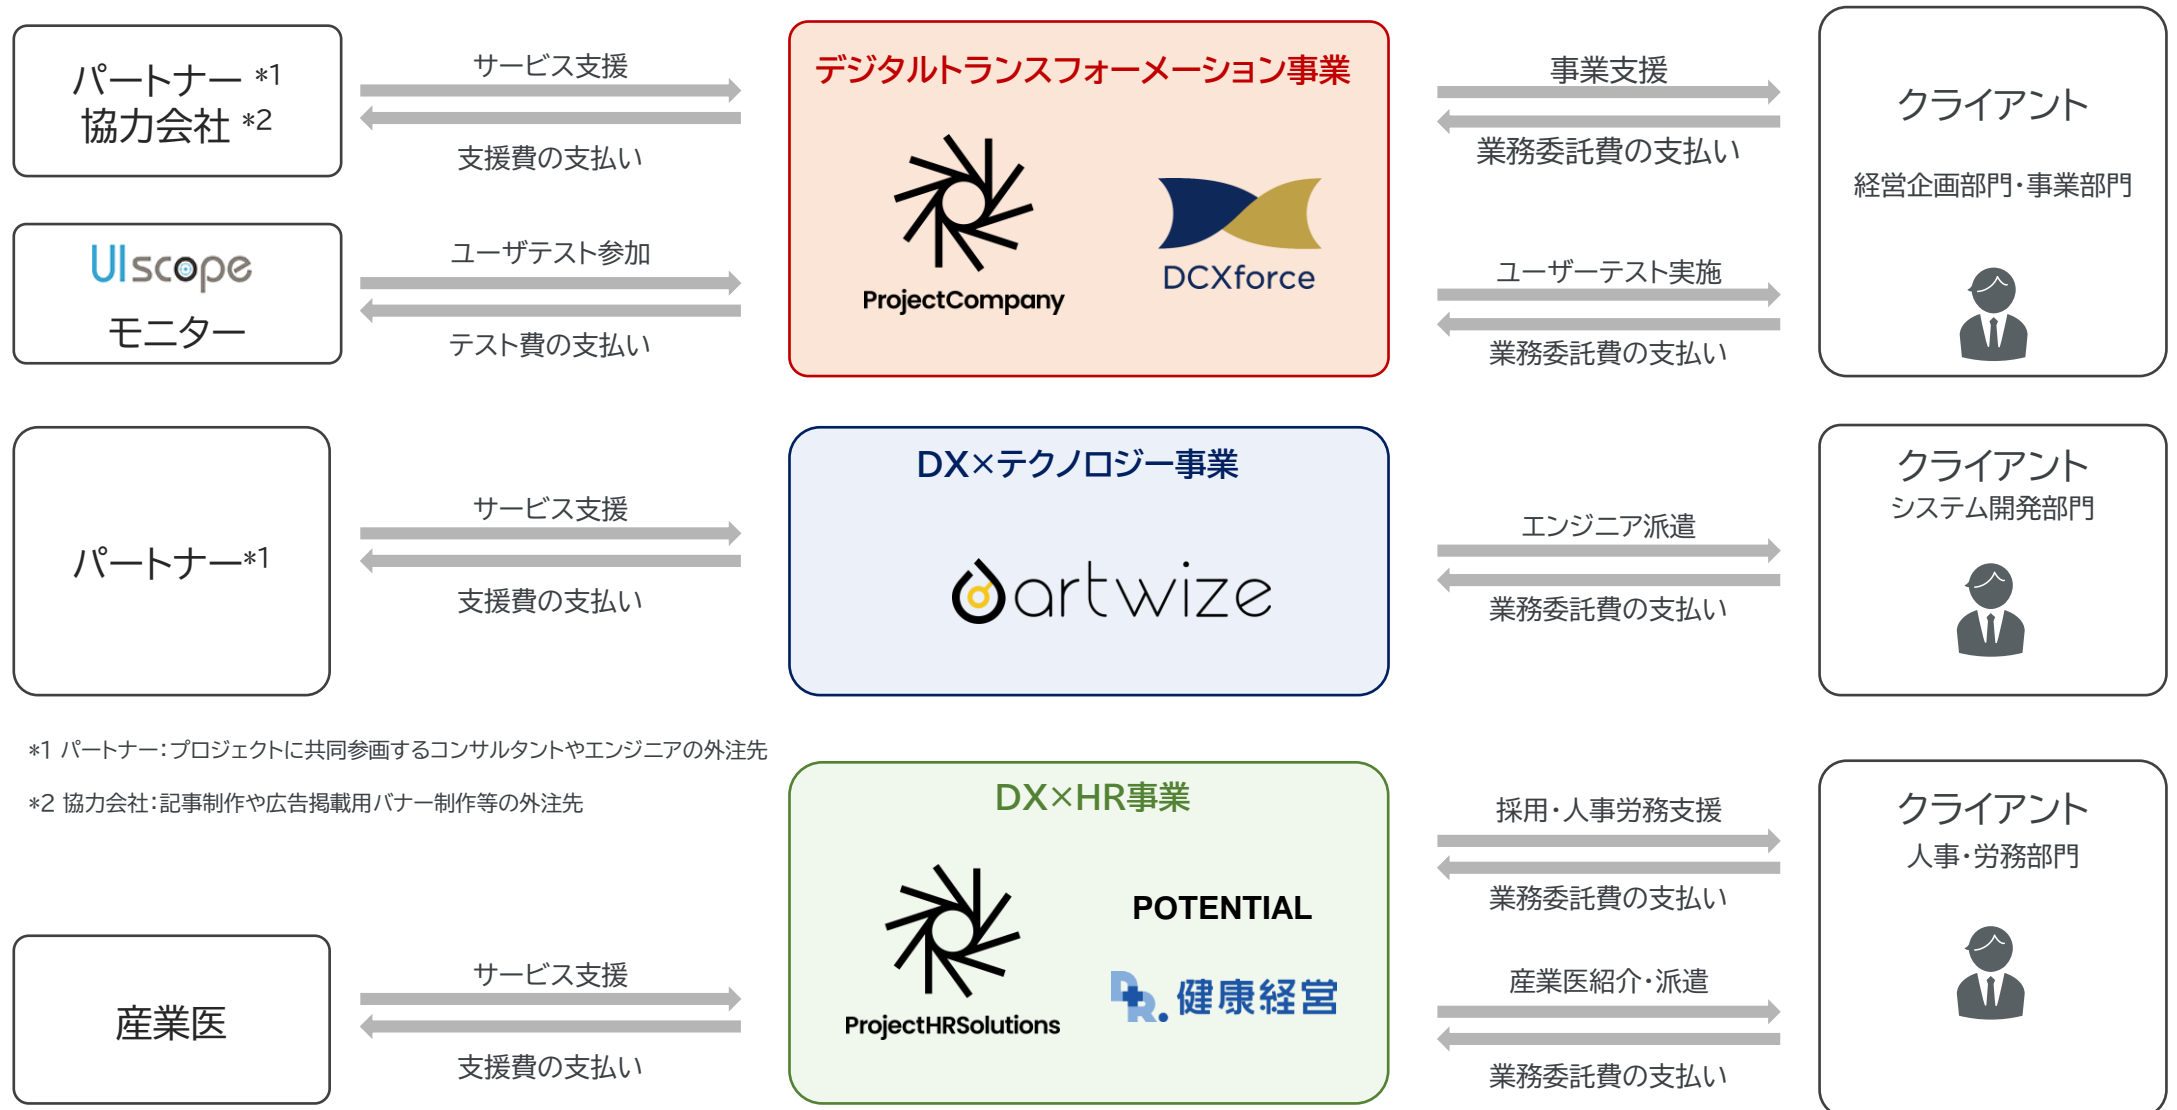 パートナー *1
協力会社 *2
サービス支援
支援費の支払い
デジタルトランスフォーメーション事業
ProjectCompany
DCXforce
事業支援
業務委託費の支払い
クライアント
経営企画部門・事業部門
UIscope
モニター
ユーザテスト参加
テスト費の支払い
ユーザーテスト実施
業務委託費の支払い
パートナー*1
サービス支援
支援費の支払い
DX×テクノロジー事業
artwize
エンジニア派遣
業務委託費の支払い
クライアント
システム開発部門
*1 パートナー：プロジェクトに共同参画するコンサルタントやエンジニアの外注先
*2 協力会社：記事制作や広告掲載用バナー制作等の外注先
DX×HR事業
ProjectHRSolutions
POTENTIAL
DR.健康経営
採用・人事労務支援
業務委託費の支払い
クライアント
人事・労務部門
産業医
サービス支援
支援費の支払い
産業医紹介・派遣
業務委託費の支払い